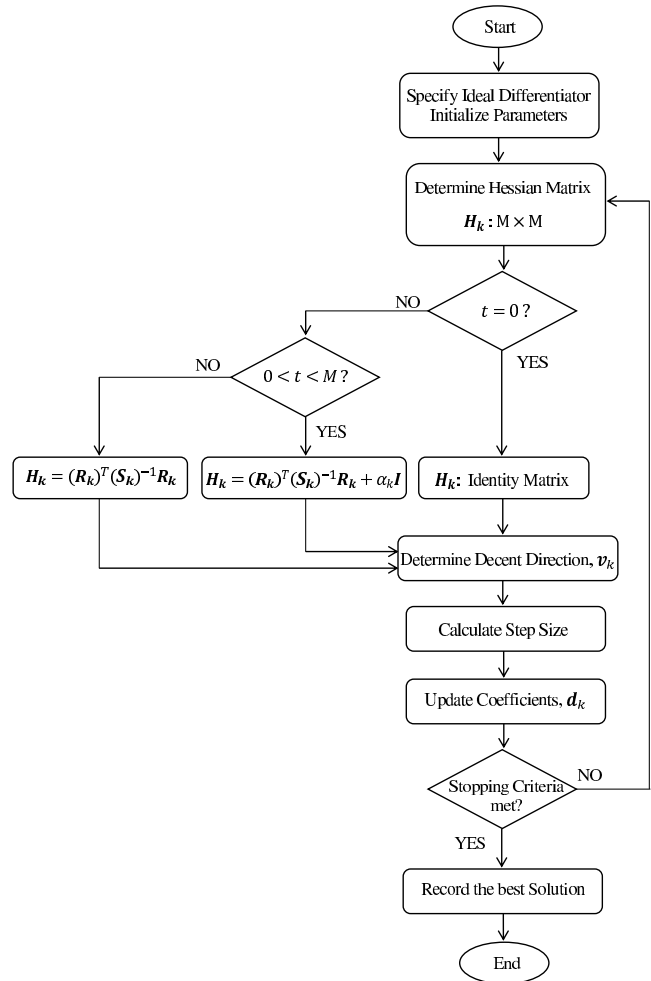 Start
Specify Ideal Differentiator
Initialize Parameters
Determine Hessian Matrix
H_k : M × M
t = 0 ?
NO
YES
0 < t < M ?
NO
YES
H_k = (R_k)^T (S_k)^{-1} R_k
H_k = (R_k)^T (S_k)^{-1} R_k + α_k I
H_k: Identity Matrix
Determine Decent Direction, v_k
Calculate Step Size
Update Coefficients, d_k
Stopping Criteria
met?
NO
YES
Record the best Solution
End